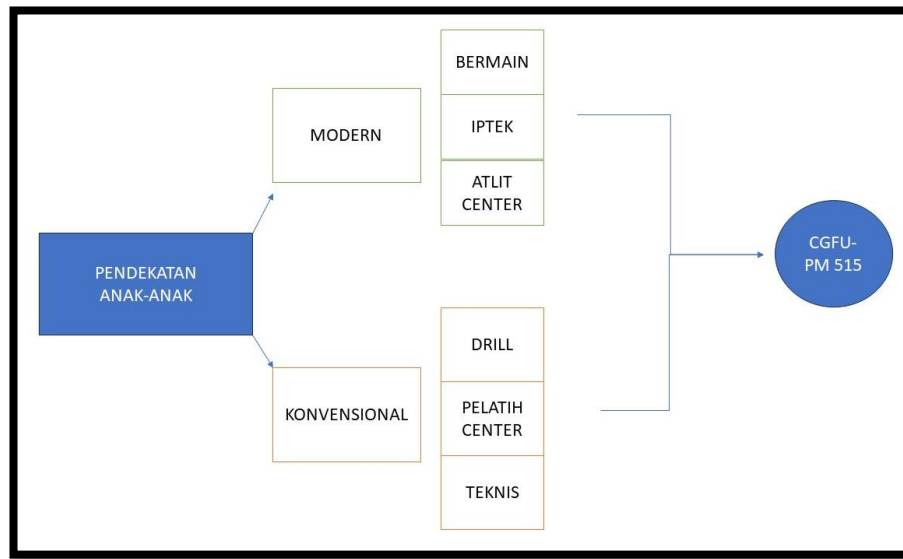 PENDEKATAN
ANAK-ANAK
MODERN
BERMAIN
IPTEK
ATLIT
CENTER
KONVENSIONAL
DRILL
PELATIH
CENTER
TEKNIS
CGFU-
PM 515